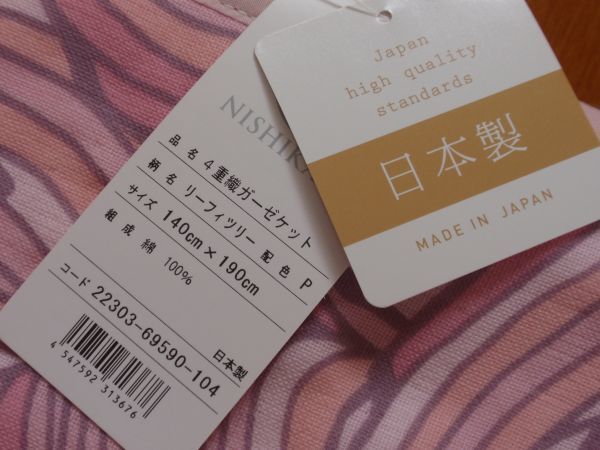 NISHIKA
品名 4重織ガーゼケット
柄名 リーフィツリー 配色 P
サイズ 140cm×190cm
組成 綿 100%
コード 22303-69590-104
日本製
4 547592 313676
Japan
high quality
standards
日本製
MADE IN JAPAN